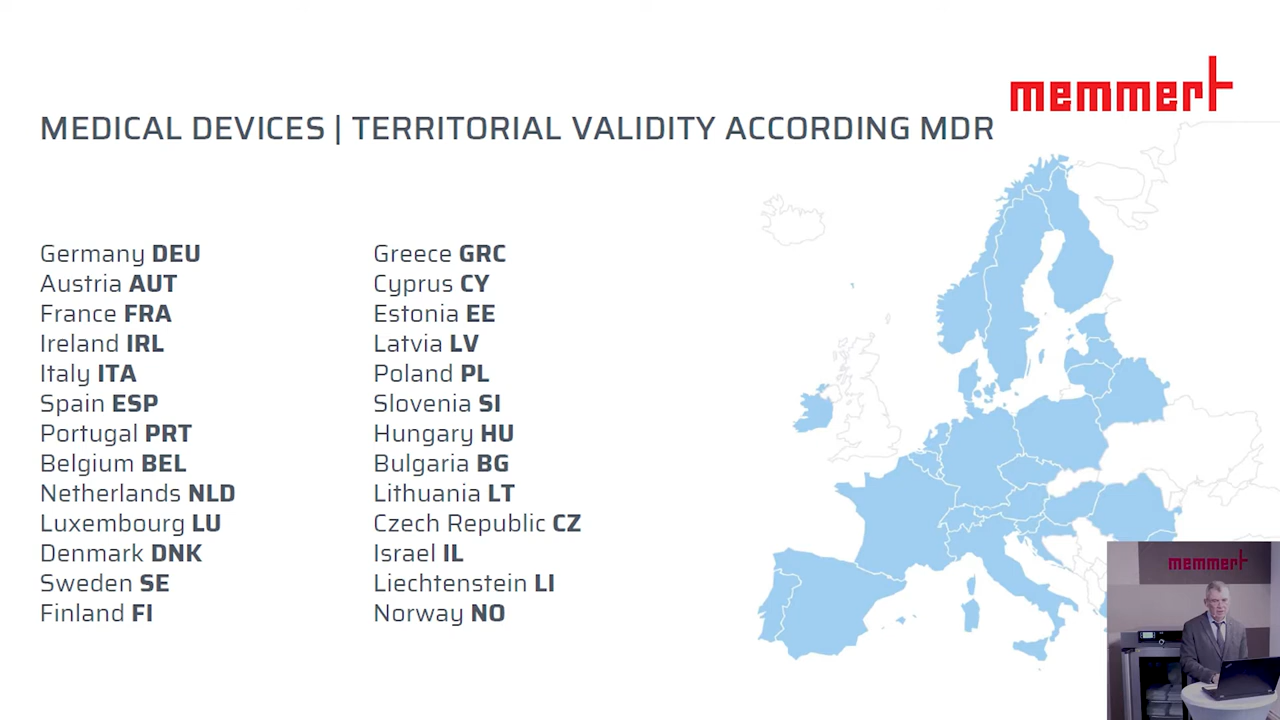 memmert
MEDICAL DEVICES | TERRITORIAL VALIDITY ACCORDING MDR
Germany DEU
Austria AUT
France FRA
Ireland IRL
Italy ITA
Spain ESP
Portugal PRT
Belgium BEL
Netherlands NLD
Luxembourg LU
Denmark DNK
Sweden SE
Finland FI
Greece GRC
Cyprus CY
Estonia EE
Latvia LV
Poland PL
Slovenia SI
Hungary HU
Bulgaria BG
Lithuania LT
Czech Republic CZ
Israel IL
Liechtenstein LI
Norway NO
memmert